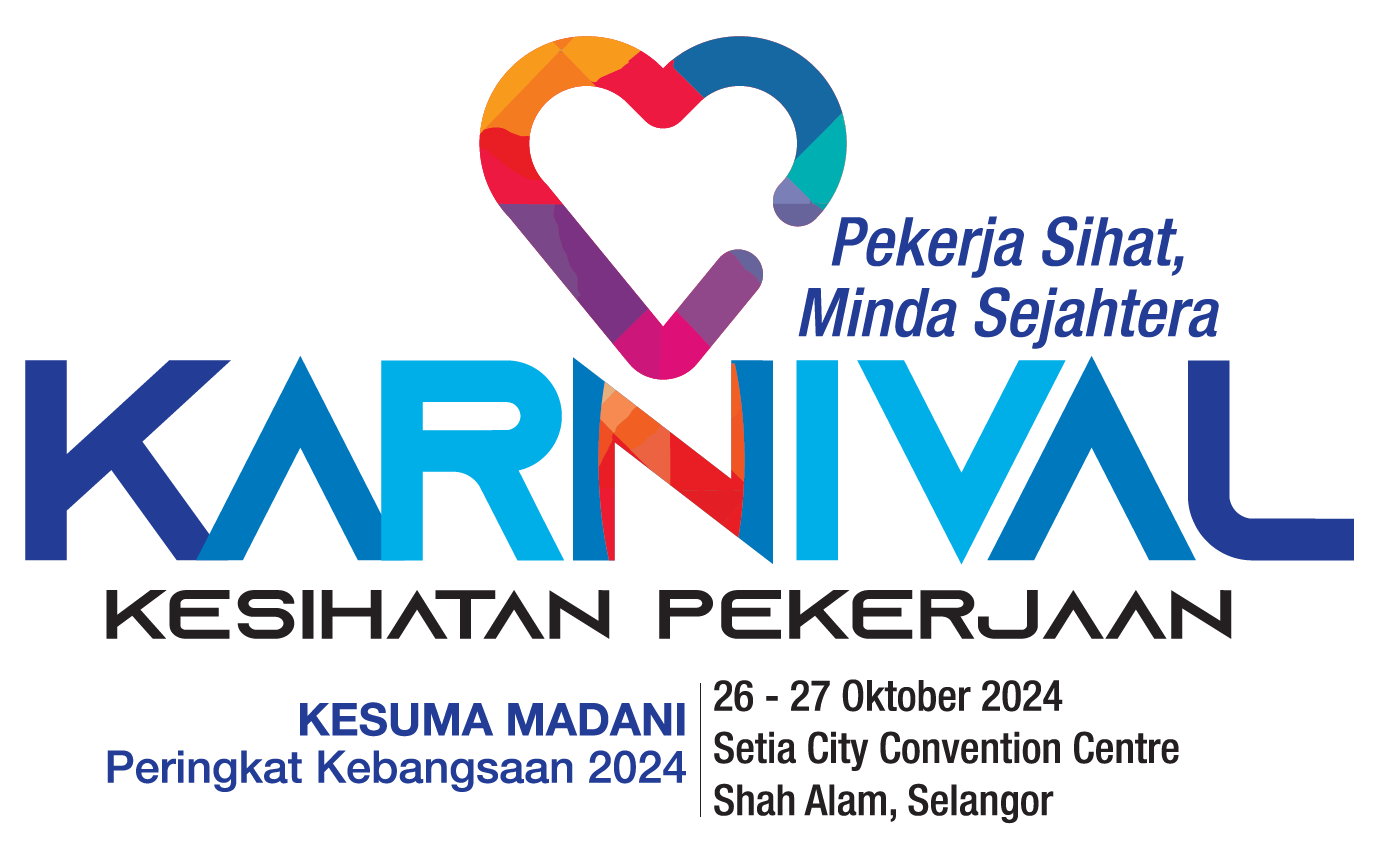 Pekerja Sihat,
Minda Sejahtera
KARNIVAL
KESIHATAN PEKERJAAN
KESUMA MADANI
Peringkat Kebangsaan 2024
26 - 27 Oktober 2024
Setia City Convention Centre
Shah Alam, Selangor